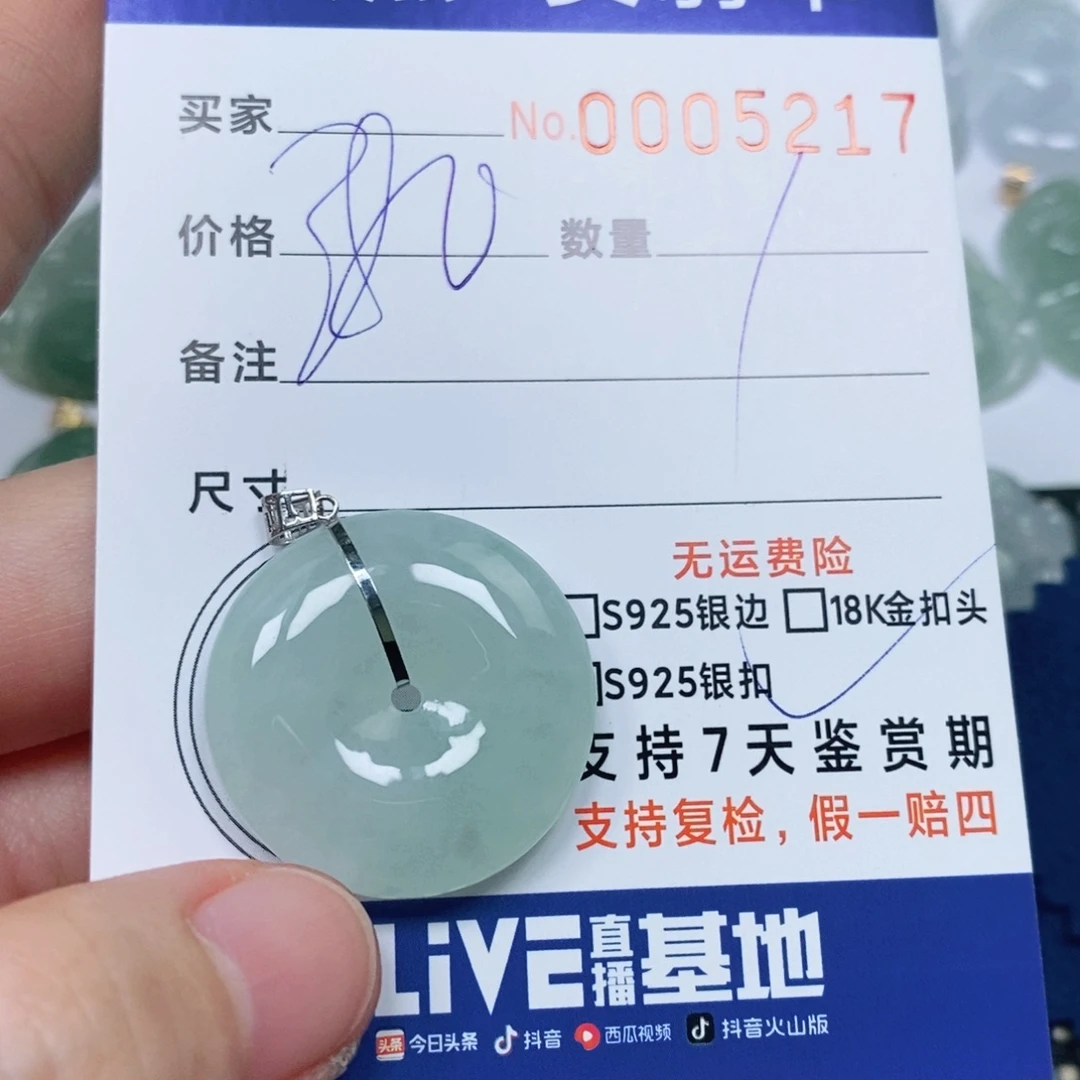 买家 No.0005217
价格 数量
备注
尺寸
无运费险
S925银边 18K金扣头
S925银扣
支持7天鉴赏期
支持复检，假一赔四
LiVE直播基地
头条 今日头条 抖音 西瓜视频 抖音火山版